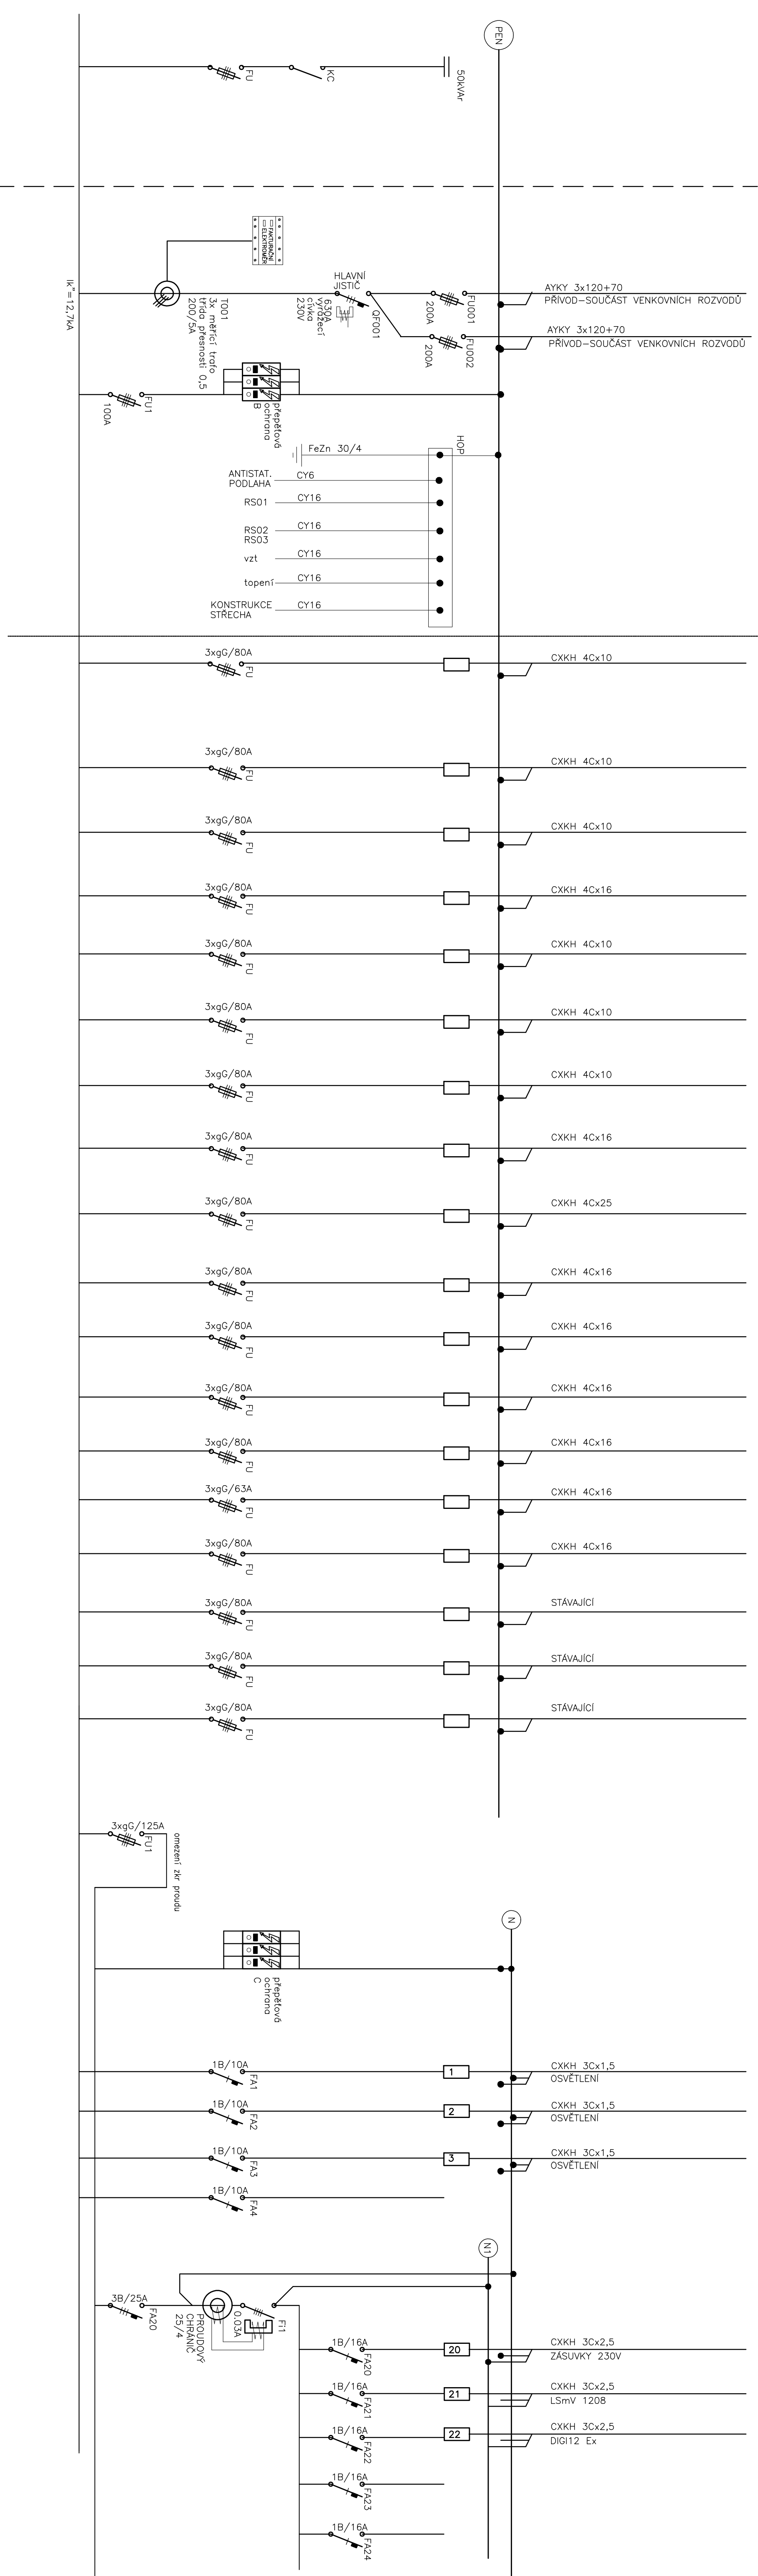 PEN
FU
KC
50kVAr
FAKTURAČNÍ
ELEKTROMĚR
HLAVNÍ
JISTIČ
630A
vyrážecí
cívka
230V
QF001
FU001
200A
AYKY 3x120+70
PŘÍVOD-SOUČÁST VENKOVNÍCH ROZVODŮ
FU002
200A
AYKY 3x120+70
PŘÍVOD-SOUČÁST VENKOVNÍCH ROZVODŮ
Ik"=12,7kA
T001
3x měřící trafo
třída přesnosti 0,5
200/5A
FU1
100A
přepěťová
ochrana
B
HOP
FeZn 30/4
ANTISTAT.
PODLAHA
CY6
RS01
CY16
RS02
RS03
CY16
vzt
CY16
topení
CY16
KONSTRUKCE
STŘECHA
CY16
3xgG/80A
FU
CXKH 4Cx10
3xgG/80A
FU
CXKH 4Cx10
3xgG/80A
FU
CXKH 4Cx10
3xgG/80A
FU
CXKH 4Cx16
3xgG/80A
FU
CXKH 4Cx10
3xgG/80A
FU
CXKH 4Cx10
3xgG/80A
FU
CXKH 4Cx10
3xgG/80A
FU
CXKH 4Cx16
3xgG/80A
FU
CXKH 4Cx25
3xgG/80A
FU
CXKH 4Cx16
3xgG/80A
FU
CXKH 4Cx16
3xgG/80A
FU
CXKH 4Cx16
3xgG/80A
FU
CXKH 4Cx16
3xgG/63A
FU
CXKH 4Cx16
3xgG/80A
FU
CXKH 4Cx16
3xgG/80A
FU
STÁVAJÍCÍ
3xgG/80A
FU
STÁVAJÍCÍ
3xgG/80A
FU
STÁVAJÍCÍ
3xgG/125A
FU1
omezení zkr proudu
N
přepěťová
ochrana
C
1B/10A
FA1
1
CXKH 3Cx1,5
OSVĚTLENÍ
1B/10A
FA2
2
CXKH 3Cx1,5
OSVĚTLENÍ
1B/10A
FA3
3
CXKH 3Cx1,5
OSVĚTLENÍ
1B/10A
FA4
N1
3B/25A
FA20
PROUDOVÝ
CHRÁNIČ
25/4
0.03A
Fi1
1B/16A
FA20
20
CXKH 3Cx2,5
ZÁSUVKY 230V
1B/16A
FA21
21
CXKH 3Cx2,5
LSmV 1208
1B/16A
FA22
22
CXKH 3Cx2,5
DIGI12 Ex
1B/16A
FA23
1B/16A
FA24